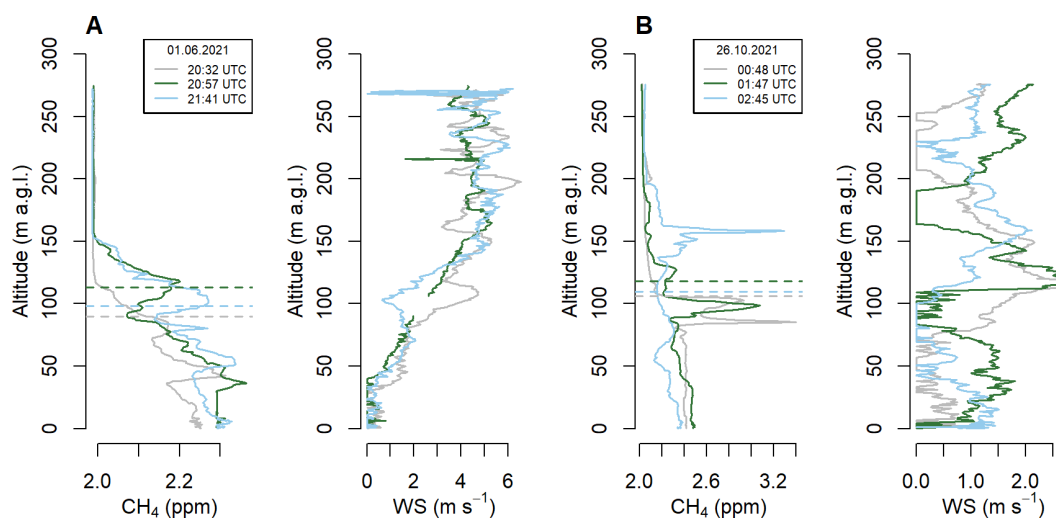 A
01.06.2021
20:32 UTC
20:57 UTC
21:41 UTC
Altitude (m a.g.l.)
0 50 100 150 200 250 300
2.0 2.2
CH₄ (ppm)
Altitude (m a.g.l.)
0 50 100 150 200 250 300
0 2 4 6
WS (m s⁻¹)
B
26.10.2021
00:48 UTC
01:47 UTC
02:45 UTC
Altitude (m a.g.l.)
0 50 100 150 200 250 300
2.0 2.4 3.2
CH₄ (ppm)
Altitude (m a.g.l.)
0 50 100 150 200 250 300
0.0 1.0 2.0
WS (m s⁻¹)